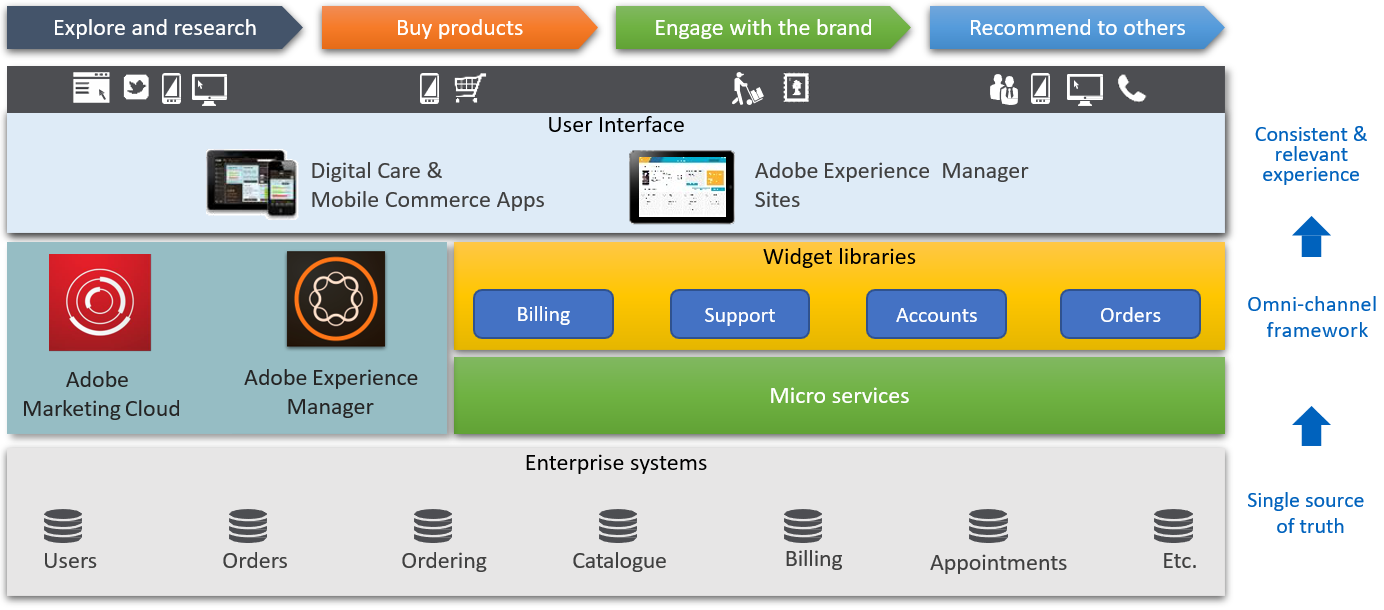 Explore and research
Buy products
Engage with the brand
Recommend to others
User Interface
Digital Care &
Mobile Commerce Apps
Adobe Experience Manager
Sites
Consistent &
relevant
experience
Adobe
Marketing Cloud
Adobe Experience
Manager
Widget libraries
Billing
Support
Accounts
Orders
Micro services
Omni-channel
framework
Enterprise systems
Users
Orders
Ordering
Catalogue
Billing
Appointments
Etc.
Single source
of truth